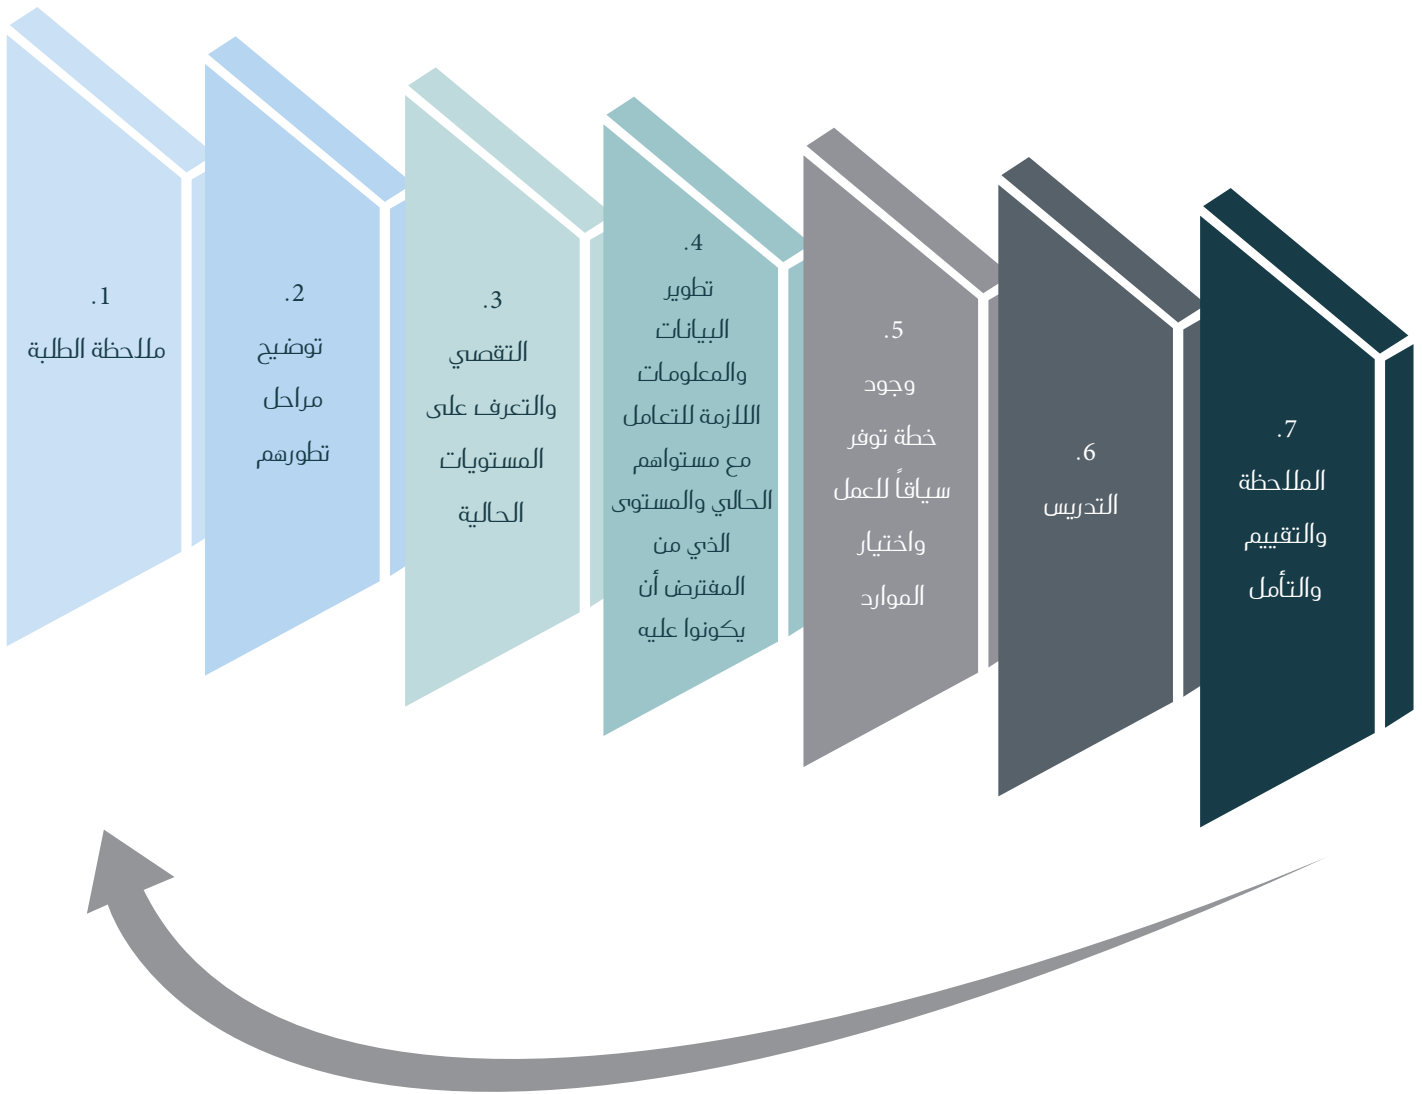 .1
ملاحظة الطلبة
.2
توضيح
مراحل
تطورهم
.3
التقصي
والتعرف على
المستويات
الحالية
.4
تطوير
البيانات
والمعلومات
اللازمة للتعامل
مع مستواهم
الحالي والمستوى
الذي من
المفترض أن
يكونوا عليه
.5
وجود
خطة توفر
سياقاً للعمل
واختيار
الموارد
.6
التدريس
.7
الملاحظة
والتقييم
والتأمل